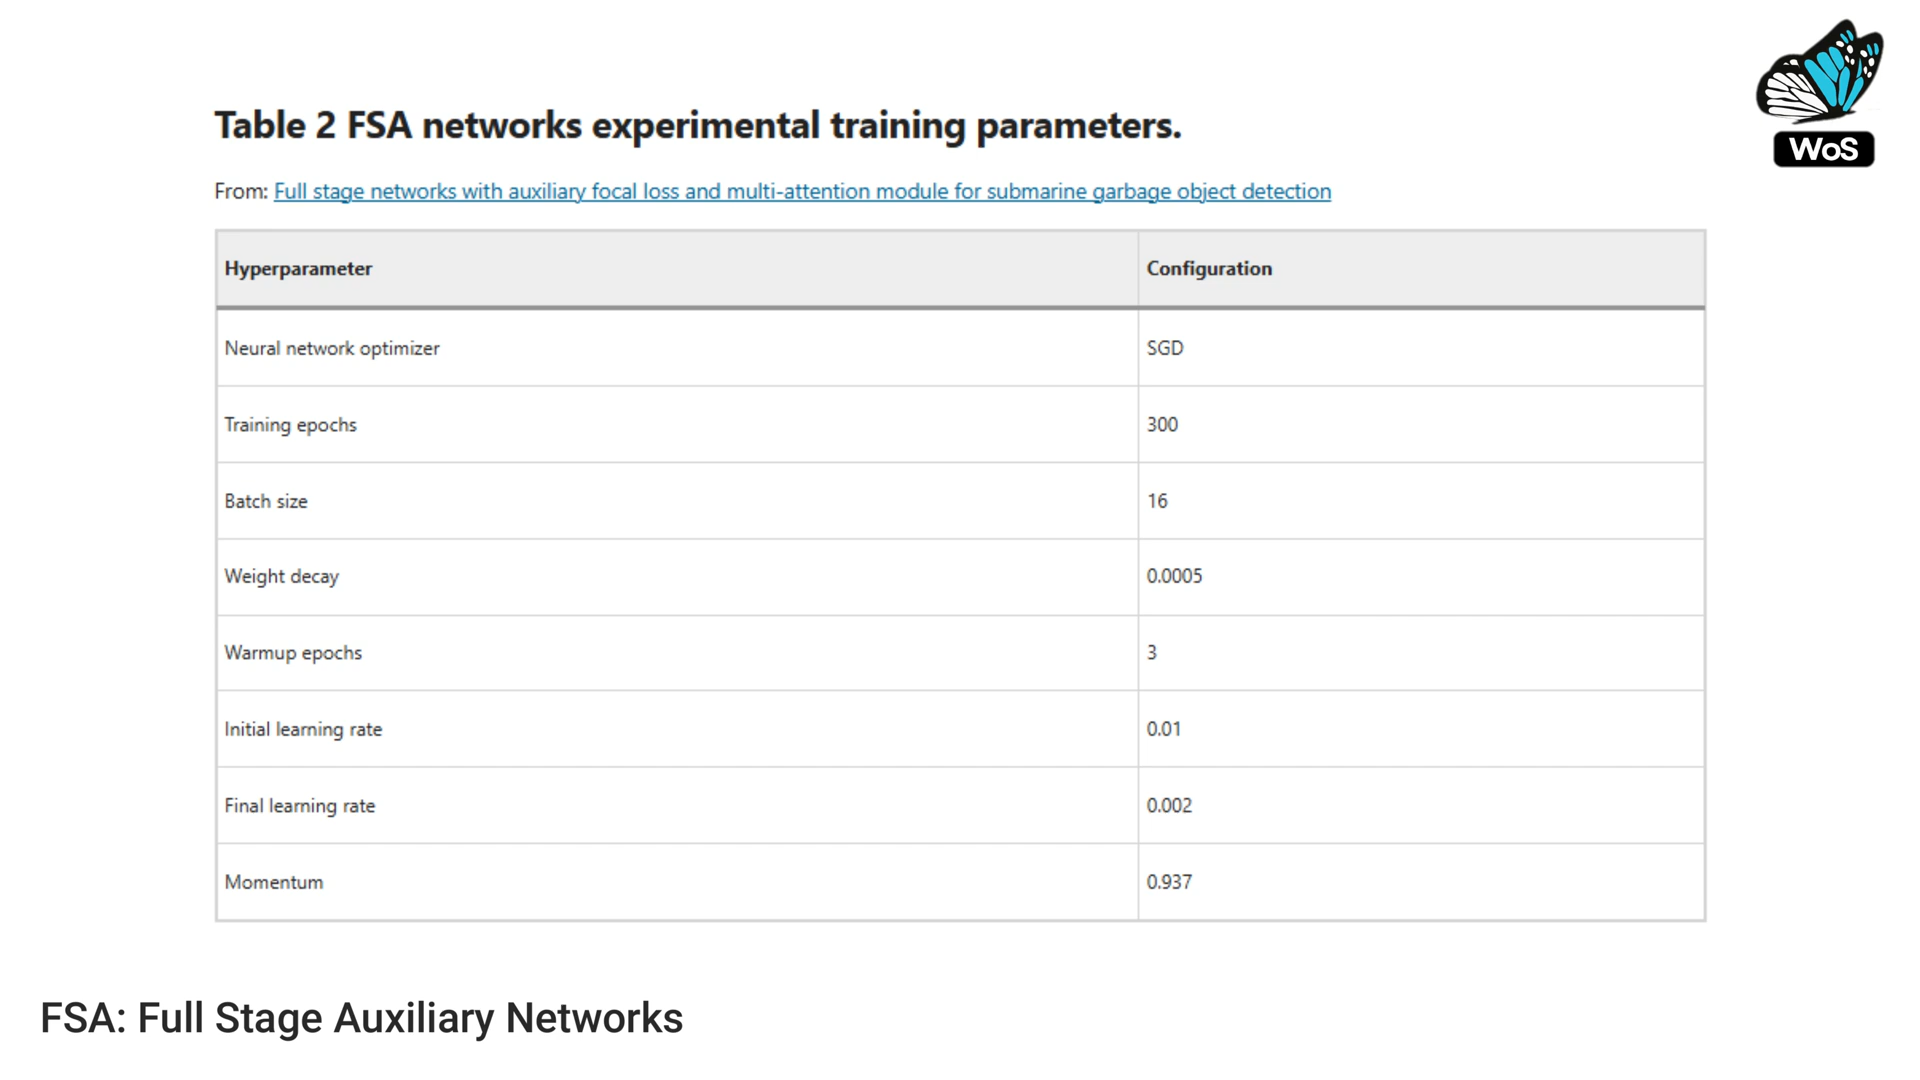 WoS
Table 2 FSA networks experimental training parameters.
From: Full stage networks with auxiliary focal loss and multi-attention module for submarine garbage object detection
Hyperparameter Configuration
Neural network optimizer SGD
Training epochs 300
Batch size 16
Weight decay 0.0005
Warmup epochs 3
Initial learning rate 0.01
Final learning rate 0.002
Momentum 0.937
FSA: Full Stage Auxiliary Networks